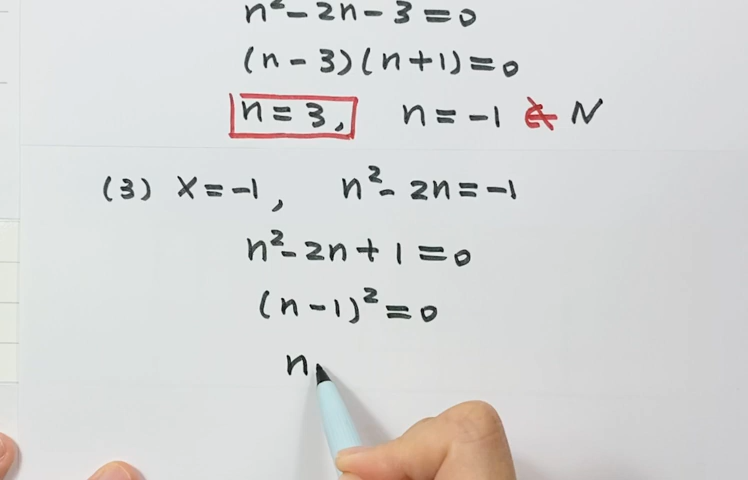 n² - 2n - 3 = 0
(n - 3)(n + 1) = 0
n = 3, n = -1 ∉ N
(3) x = -1, n² - 2n = -1
n² - 2n + 1 = 0
(n - 1)² = 0
n